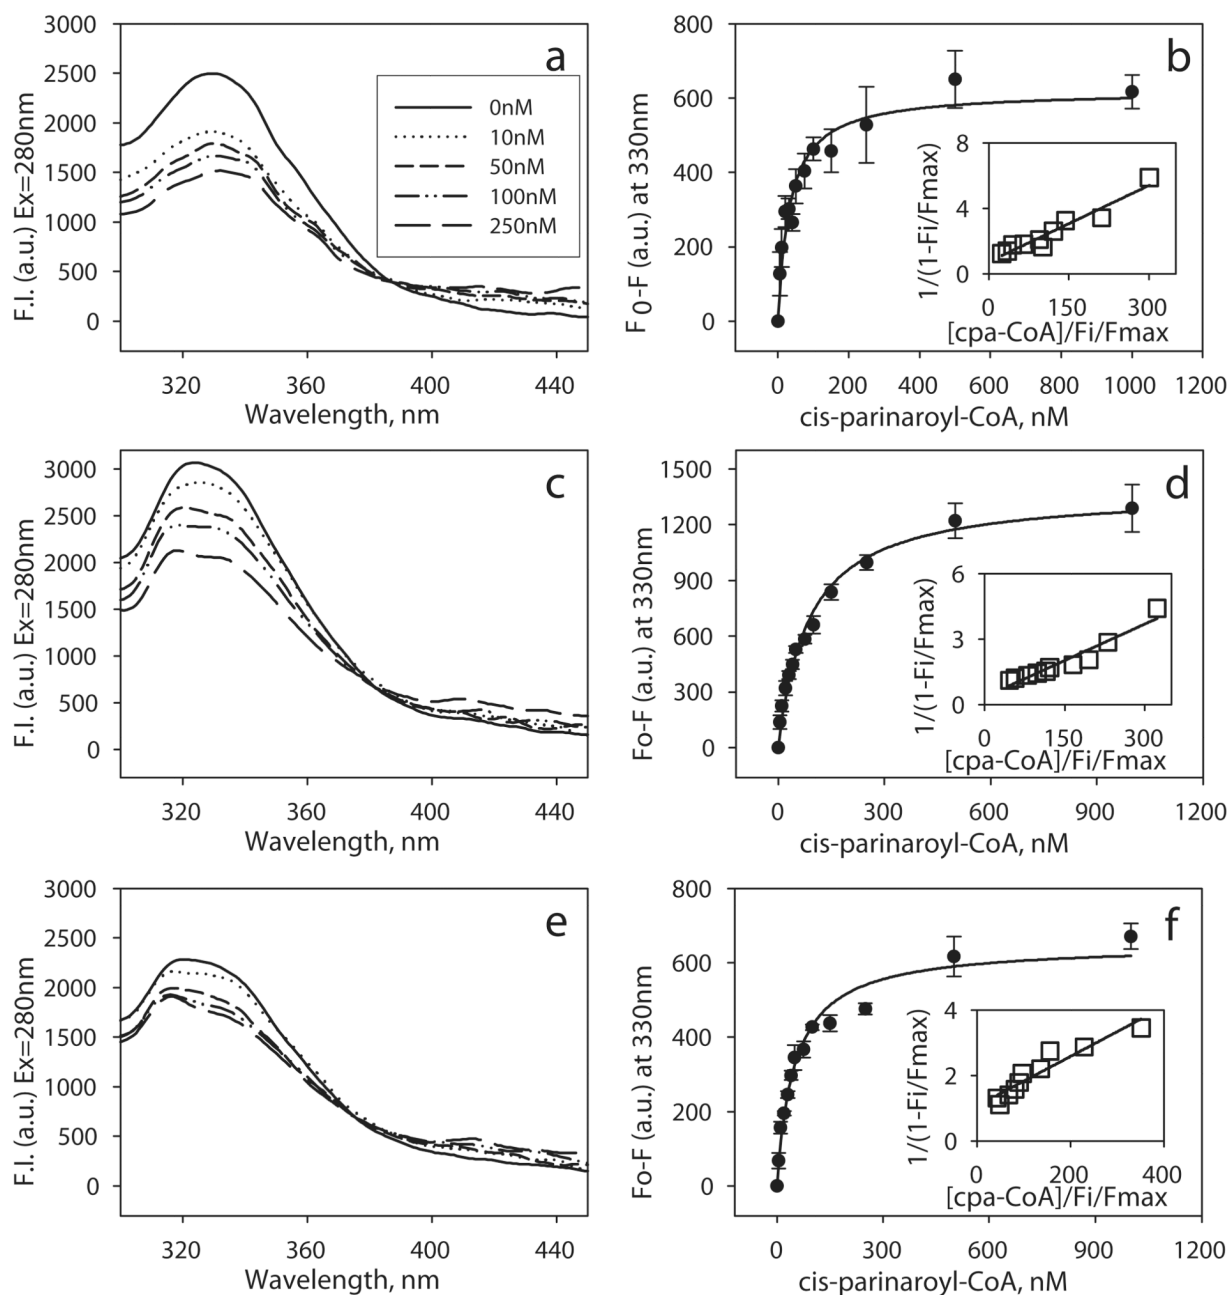 a
F.I. (a.u.) Ex=280nm
3000
2500
2000
1500
1000
500
0
0nM
10nM
50nM
100nM
250nM
320 360 400 440
Wavelength, nm
b
F0-F (a.u.) at 330nm
800
600
400
200
0
1/(1-Fi/Fmax)
8
4
0
0 150 300
[cpa-CoA]/Fi/Fmax
0 200 400 600 800 1000 1200
cis-parinaroyl-CoA, nM
c
F.I. (a.u.) Ex=280nm
3000
2500
2000
1500
1000
500
0
320 360 400 440
Wavelength, nm
d
Fo-F (a.u.) at 330nm
1500
1200
900
600
300
0
1/(1-Fi/Fmax)
6
3
0
0 150 300
[cpa-CoA]/Fi/Fmax
0 300 600 900 1200
cis-parinaroyl-CoA, nM
e
F.I. (a.u.) Ex=280nm
3000
2500
2000
1500
1000
500
0
320 360 400 440
Wavelength, nm
f
Fo-F (a.u.) at 330nm
800
600
400
200
0
1/(1-Fi/Fmax)
4
2
0
0 200 400
[cpa-CoA]/Fi/Fmax
0 300 600 900 1200
cis-parinaroyl-CoA, nM